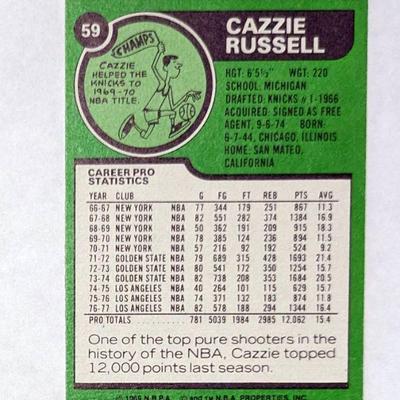 59
CHAMPS
CAZZIE
HELPED THE
KNICKS TO
1969-70
NBA TITLE.
CAZZIE
RUSSELL
HGT: 6'5½" WGT: 220
SCHOOL: MICHIGAN
DRAFTED: KNICKS #1-1966
ACQUIRED: SIGNED AS FREE
AGENT, 9-6-74 BORN:
6-7-44, CHICAGO, ILLINOIS
HOME: SAN MATEO,
CALIFORNIA
CAREER PRO
STATISTICS
YEAR CLUB G FG FT REB PTS AVG
66-67 NEW YORK NBA 77 344 179 251 867 11.3
67-68 NEW YORK NBA 82 551 282 374 1384 16.9
68-69 NEW YORK NBA 50 362 191 209 915 18.3
69-70 NEW YORK NBA 78 385 124 236 894 11.5
70-71 NEW YORK NBA 57 216 92 192 524 9.2
71-72 GOLDEN STATE NBA 79 689 315 428 1693 21.4
72-73 GOLDEN STATE NBA 80 541 172 350 1254 15.7
73-74 GOLDEN STATE NBA 82 738 208 353 1684 20.5
74-75 LOS ANGELES NBA 40 264 101 115 629 15.7
75-76 LOS ANGELES NBA 74 371 132 183 874 11.8
76-77 LOS ANGELES NBA 82 578 188 294 1344 16.4
PRO TOTALS 781 5039 1984 2985 12,062 15.4
One of the top pure shooters in the
history of the NBA, Cazzie topped
12,000 points last season.
N.B.P.A. N.B.A. PROPERTIES, INC.